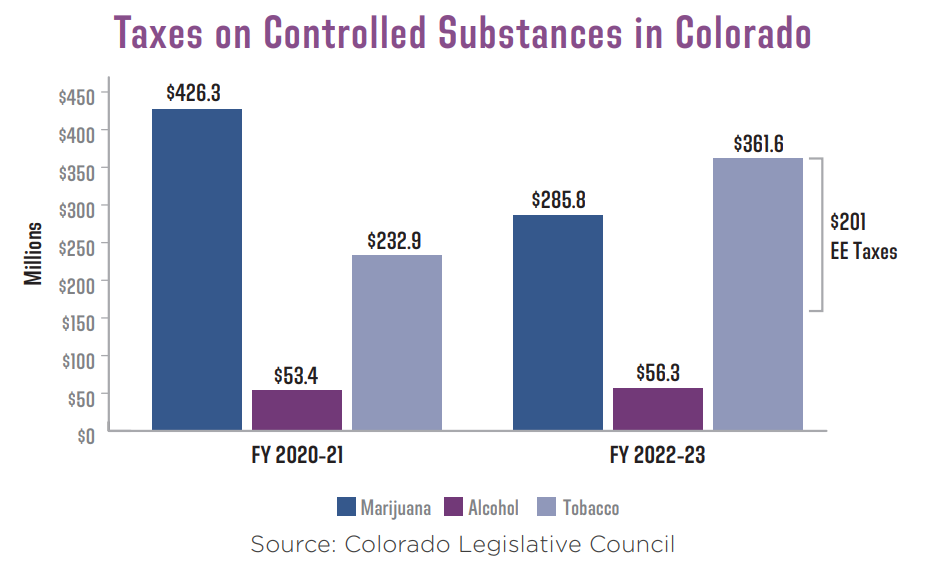 Taxes on Controlled Substances in Colorado
Millions
$450
$400
$350
$300
$250
$200
$150
$100
$50
$0
$426.3
$53.4
$232.9
$285.8
$56.3
$361.6
$201
EE Taxes
FY 2020-21
FY 2022-23
Marijuana
Alcohol
Tobacco
Source: Colorado Legislative Council